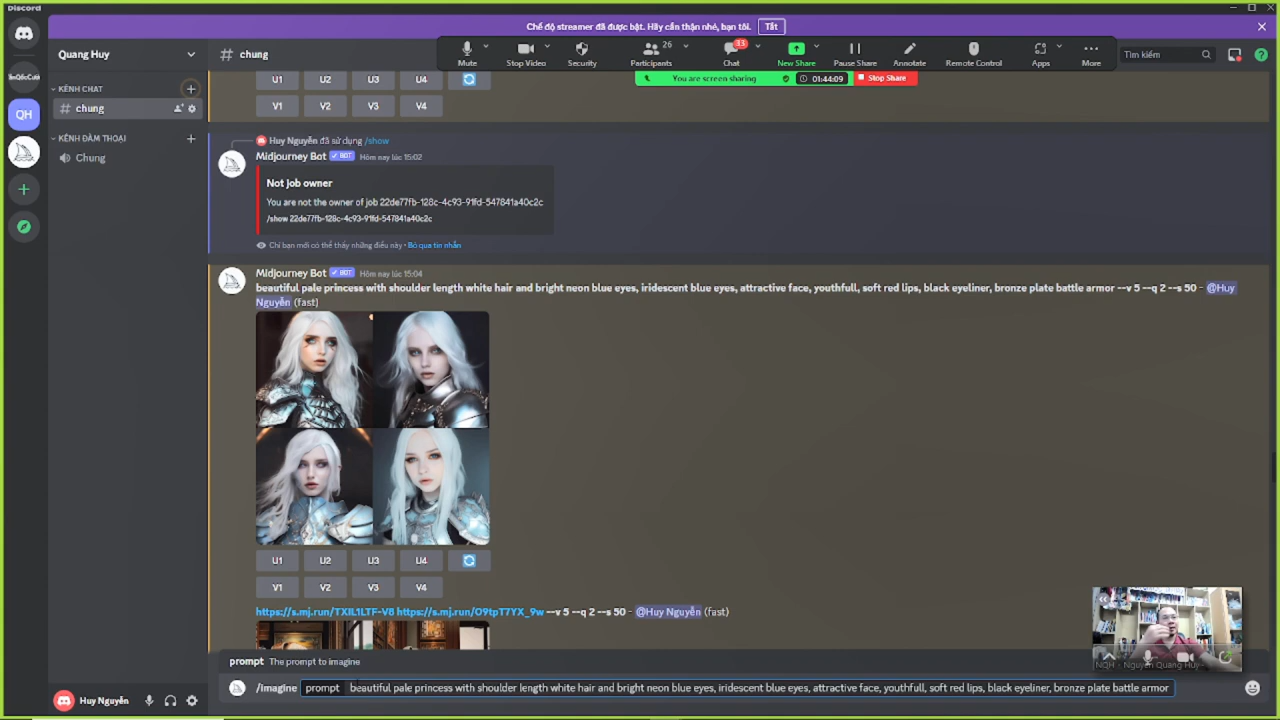 Discord
Chế độ streamer đã được bật. Hãy cẩn thận nhé, bạn tôi. Tắt
Quang Huy
# chung
Mute
Stop Video
Security
Participants 26
Chat 33
New Share
Pause Share
Annotate
Remote Control
Apps
More
Tìm kiếm
You are screen sharing 01:44:09 Stop Share
KÊNH CHAT
# chung
KÊNH ĐÀM THOẠI
Chung
QH
U1 U2 U3 U4
V1 V2 V3 V4
Huy Nguyễn đã sử dụng /show
Midjourney Bot BOT Hôm nay lúc 15:02
Not job owner
You are not the owner of job 22de77fb-128c-4c93-91fd-547841a40c2c
/show 22de77fb-128c-4c93-91fd-547841a40c2c
Chỉ bạn mới có thể thấy những điều này • Bỏ qua tin nhắn
Midjourney Bot BOT Hôm nay lúc 15:04
beautiful pale princess with shoulder length white hair and bright neon blue eyes, iridescent blue eyes, attractive face, youthfull, soft red lips, black eyeliner, bronze plate battle armor --v 5 --q 2 --s 50 - @Huy
Nguyễn (fast)
U1 U2 U3 U4
V1 V2 V3 V4
https://s.mj.run/TXIL1LTF-V8 https://s.mj.run/O9tpT7YX_9w --v 5 --q 2 --s 50 - @Huy Nguyễn (fast)
NQH - Nguyễn Quang Huy
prompt The prompt to imagine
/imagine prompt beautiful pale princess with shoulder length white hair and bright neon blue eyes, iridescent blue eyes, attractive face, youthfull, soft red lips, black eyeliner, bronze plate battle armor
Huy Nguyễn